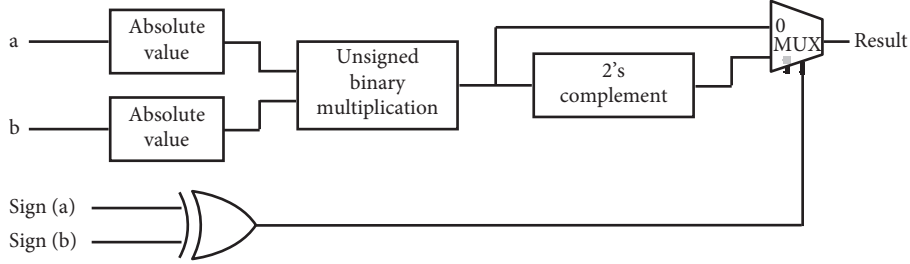 a
Absolute
value
b
Absolute
value
Unsigned
binary
multiplication
2's
complement
0
MUX
Result
Sign (a)
Sign (b)